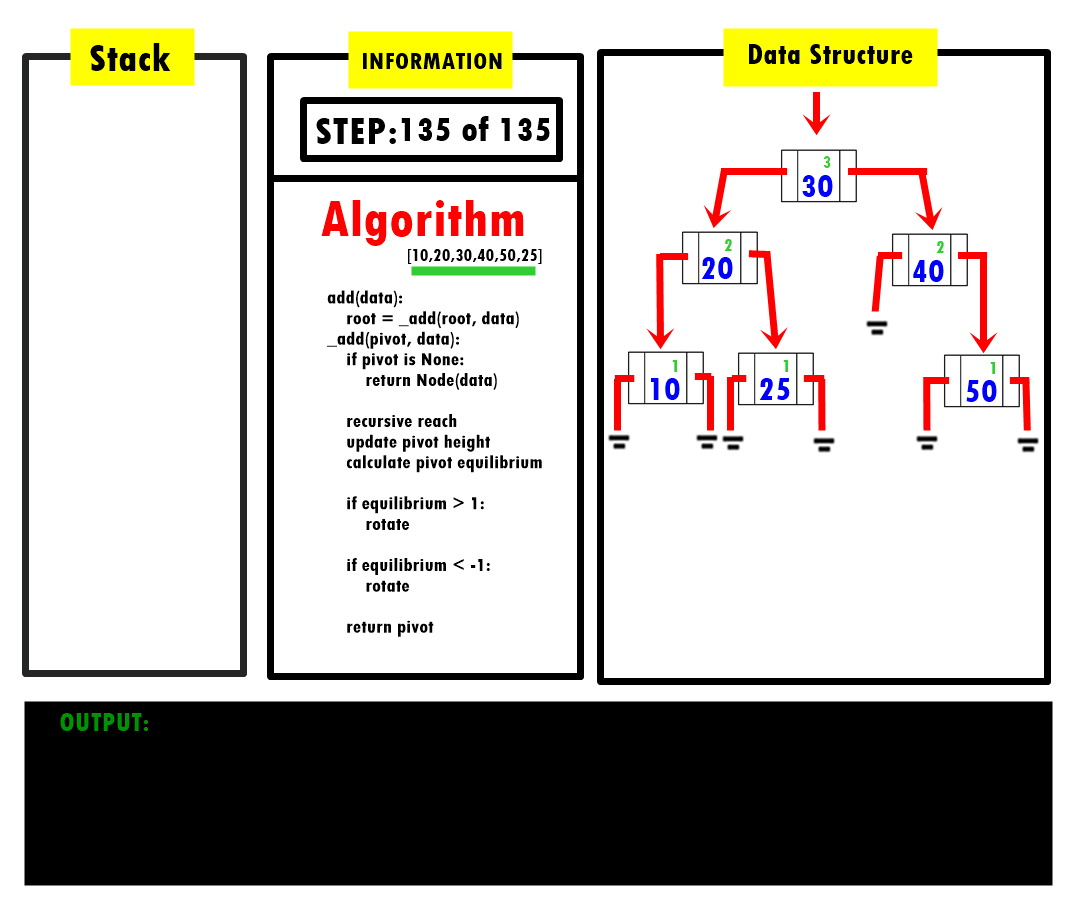 Stack
INFORMATION
STEP:135 of 135
Algorithm
[10,20,30,40,50,25]
add(data):
root = _add(root, data)
_add(pivot, data):
if pivot is None:
return Node(data)
recursive reach
update pivot height
calculate pivot equilibrium
if equilibrium > 1:
rotate
if equilibrium < -1:
rotate
return pivot
Data Structure
3
30
2
20
2
40
1
10
1
25
1
50
OUTPUT: